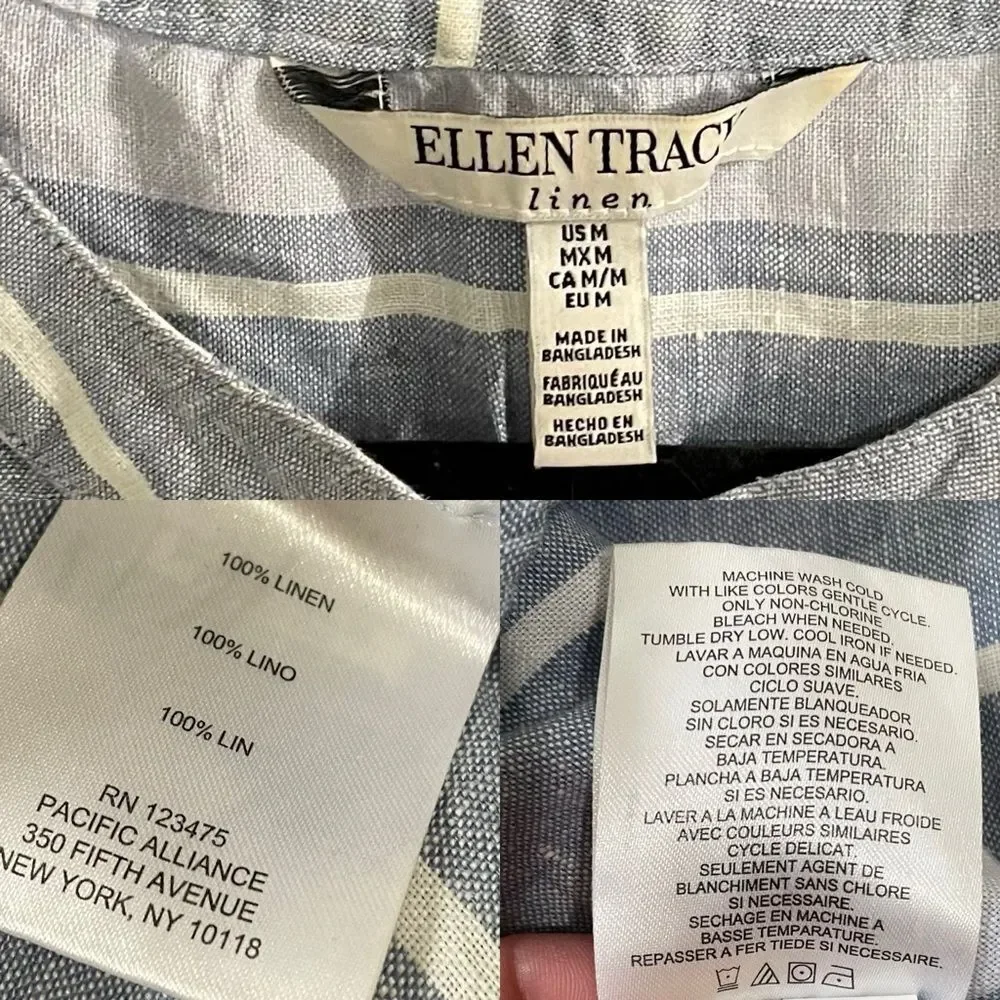 ELLEN TRACY
linen
US M
MX M
CA M/M
EU M
MADE IN
BANGLADESH
FABRIQUÉ AU
BANGLADESH
HECHO EN
BANGLADESH
100% LINEN
100% LINO
100% LIN
RN 123475
PACIFIC ALLIANCE
350 FIFTH AVENUE
NEW YORK, NY 10118
MACHINE WASH COLD
WITH LIKE COLORS GENTLE CYCLE.
ONLY NON-CHLORINE
BLEACH WHEN NEEDED.
TUMBLE DRY LOW. COOL IRON IF NEEDED.
LAVAR A MAQUINA EN AGUA FRIA
CON COLORES SIMILARES
CICLO SUAVE.
SOLAMENTE BLANQUEADOR
SIN CLORO SI ES NECESARIO.
SECAR EN SECADORA A
BAJA TEMPERATURA.
PLANCHA A BAJA TEMPERATURA
SI ES NECESARIO.
LAVER A LA MACHINE A LEAU FROIDE
AVEC COULEURS SIMILAIRES
CYCLE DELICAT.
SEULEMENT AGENT DE
BLANCHIMENT SANS CHLORE
SI NECESSAIRE.
SECHAGE EN MACHINE A
BASSE TEMPARATURE.
REPASSER A FER TIEDE SI NECESSAIRE.